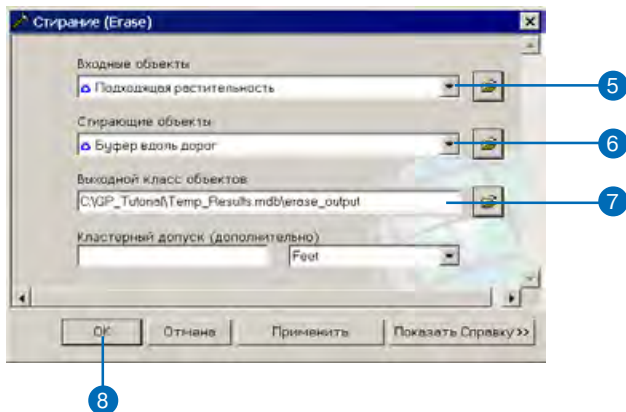 Стирание (Erase)
Входные объекты
Подходящая растительность
5
Стирающие объекты
Буфер вдоль дорог
6
Выходной класс объектов
C:\GP_Tutorial\Temp_Results.mdb\erase_output
7
Кластерный допуск (дополнительно)
Feet
OK
Отмена
Применить
Показать Справку >>
8